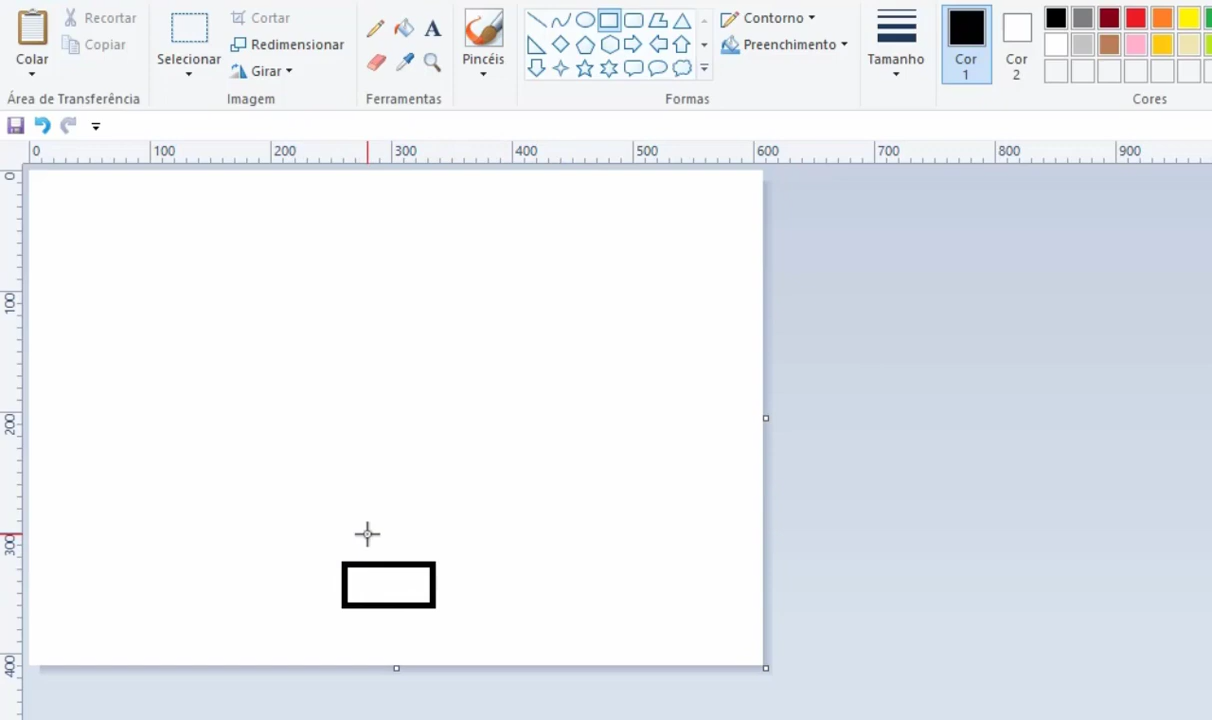 Colar
Recortar
Copiar
Área de Transferência
Selecionar
Cortar
Redimensionar
Girar
Imagem
A
Ferramentas
Pincéis
Contorno
Preenchimento
Formas
Tamanho
Cor
1
Cor
2
Cores
0 100 200 300 400 500 600 700 800 900
0
100
200
300
400